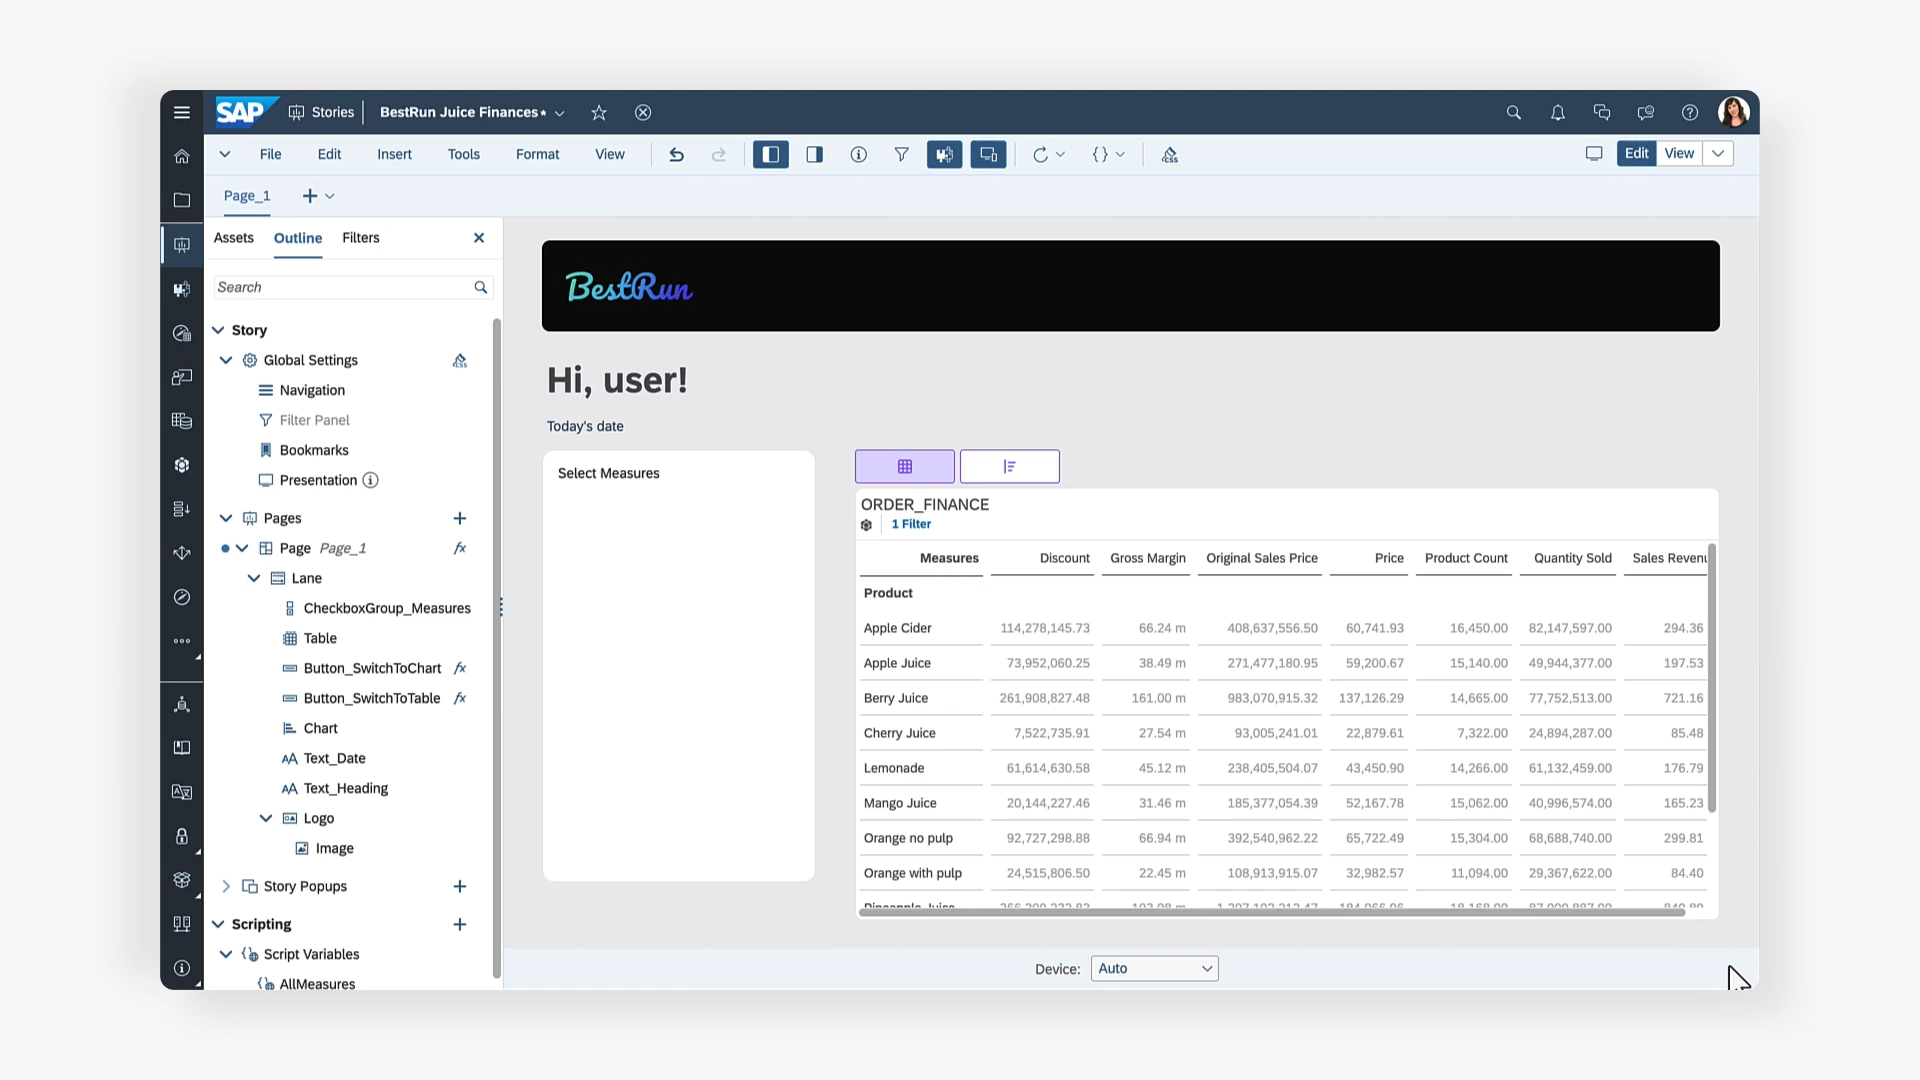 SAP Stories BestRun Juice Finances*
File Edit Insert Tools Format View Edit View
CSS
Page_1
Assets Outline Filters
Search
Story
Global Settings
CSS
Navigation
Filter Panel
Bookmarks
Presentation
Pages
Page Page_1 fx
Lane
CheckboxGroup_Measures
Table
Button_SwitchToChart fx
Button_SwitchToTable fx
Chart
AA Text_Date
AA Text_Heading
Logo
Image
Story Popups
Scripting
Script Variables
AllMeasures
BestRun
Hi, user!
Today's date
Select Measures
ORDER_FINANCE
1 Filter
Measures Discount Gross Margin Original Sales Price Price Product Count Quantity Sold Sales Revenu
Product
Apple Cider 114,278,145.73 66.24 m 408,637,556.50 60,741.93 16,450.00 82,147,597.00 294.36
Apple Juice 73,952,060.25 38.49 m 271,477,180.95 59,200.67 15,140.00 49,944,377.00 197.53
Berry Juice 261,908,827.48 161.00 m 983,070,915.32 137,126.29 14,665.00 77,752,513.00 721.16
Cherry Juice 7,522,735.91 27.54 m 93,005,241.01 22,879.61 7,322.00 24,894,287.00 85.48
Lemonade 61,614,630.58 45.12 m 238,405,504.07 43,450.90 14,266.00 61,132,459.00 176.79
Mango Juice 20,144,227.46 31.46 m 185,377,054.39 52,167.78 15,062.00 40,996,574.00 165.23
Orange no pulp 92,727,298.88 66.94 m 392,540,962.22 65,722.49 15,304.00 68,688,740.00 299.81
Orange with pulp 24,515,806.50 22.45 m 108,913,915.07 32,982.57 11,094.00 29,367,622.00 84.40
Pineapple Juice
Device: Auto